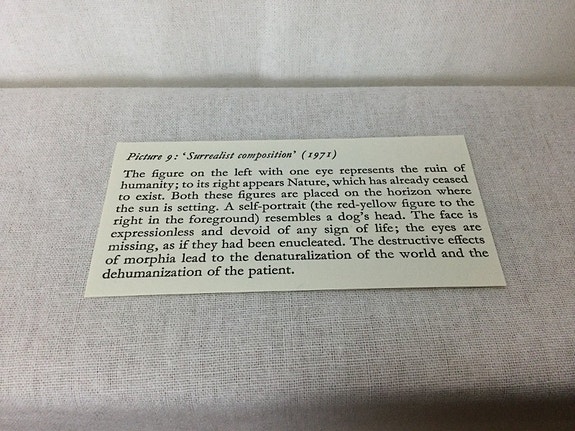 Picture 9: ‘Surrealist composition’ (1971)
The figure on the left with one eye represents the ruin of
humanity; to its right appears Nature, which has already ceased
to exist. Both these figures are placed on the horizon where
the sun is setting. A self-portrait (the red-yellow figure to the
right in the foreground) resembles a dog's head. The face is
expressionless and devoid of any sign of life; the eyes are
missing, as if they had been enucleated. The destructive effects
of morphia lead to the denaturalization of the world and the
dehumanization of the patient.